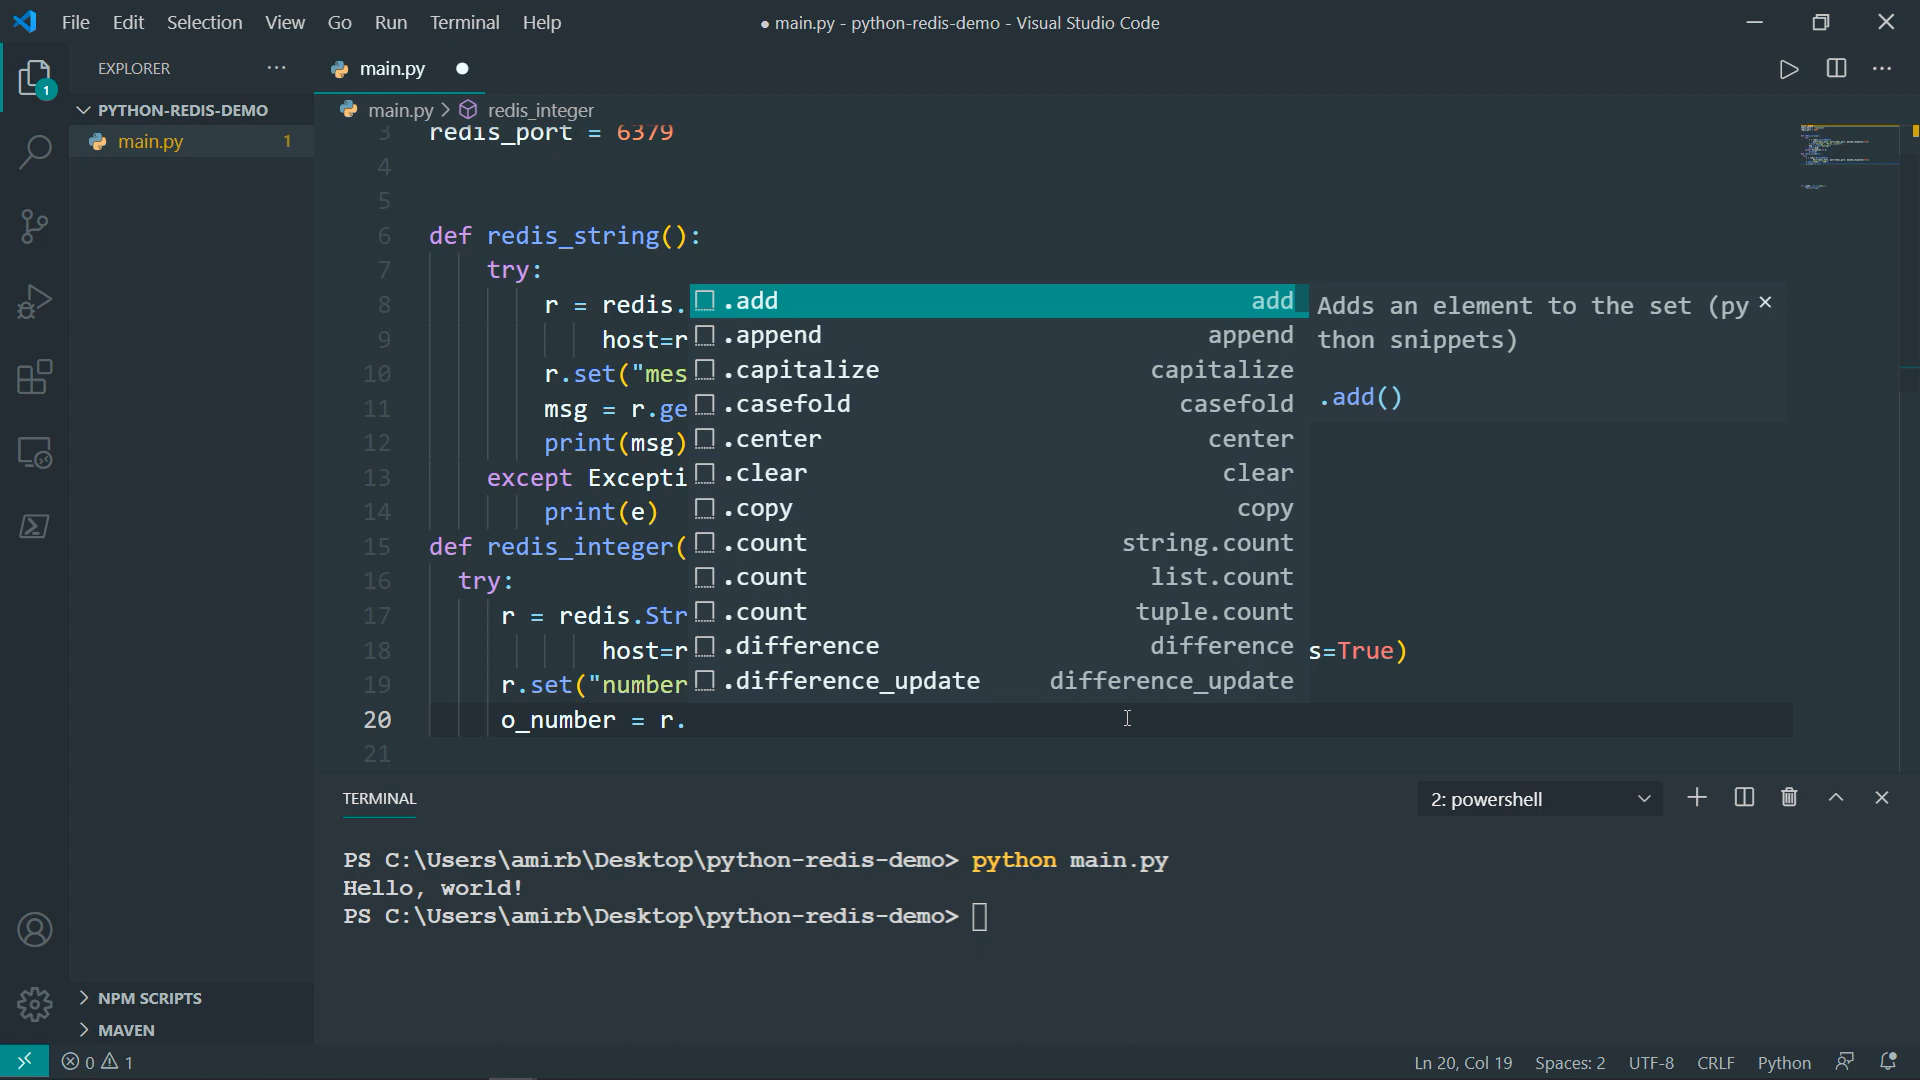 File Edit Selection View Go Run Terminal Help
● main.py - python-redis-demo - Visual Studio Code
EXPLORER
main.py
1
PYTHON-REDIS-DEMO
main.py 1
main.py > redis_integer
3 redis_port = 6379
4
5
6 def redis_string():
7 try:
8 r = redis.
9 host=r
10 r.set("mes
11 msg = r.ge
12 print(msg)
13 except Excepti
14 print(e)
15 def redis_integer(
16 try:
17 r = redis.Str
18 host=r s=True)
19 r.set("number
20 o_number = r.
21
.add add
.append append
.capitalize capitalize
.casefold casefold
.center center
.clear clear
.copy copy
.count string.count
.count list.count
.count tuple.count
.difference difference
.difference_update difference_update
Adds an element to the set (py
thon snippets)
.add()
TERMINAL
2: powershell
PS C:\Users\amirb\Desktop\python-redis-demo> python main.py
Hello, world!
PS C:\Users\amirb\Desktop\python-redis-demo>
NPM SCRIPTS
MAVEN
0 1
Ln 20, Col 19 Spaces: 2 UTF-8 CRLF Python